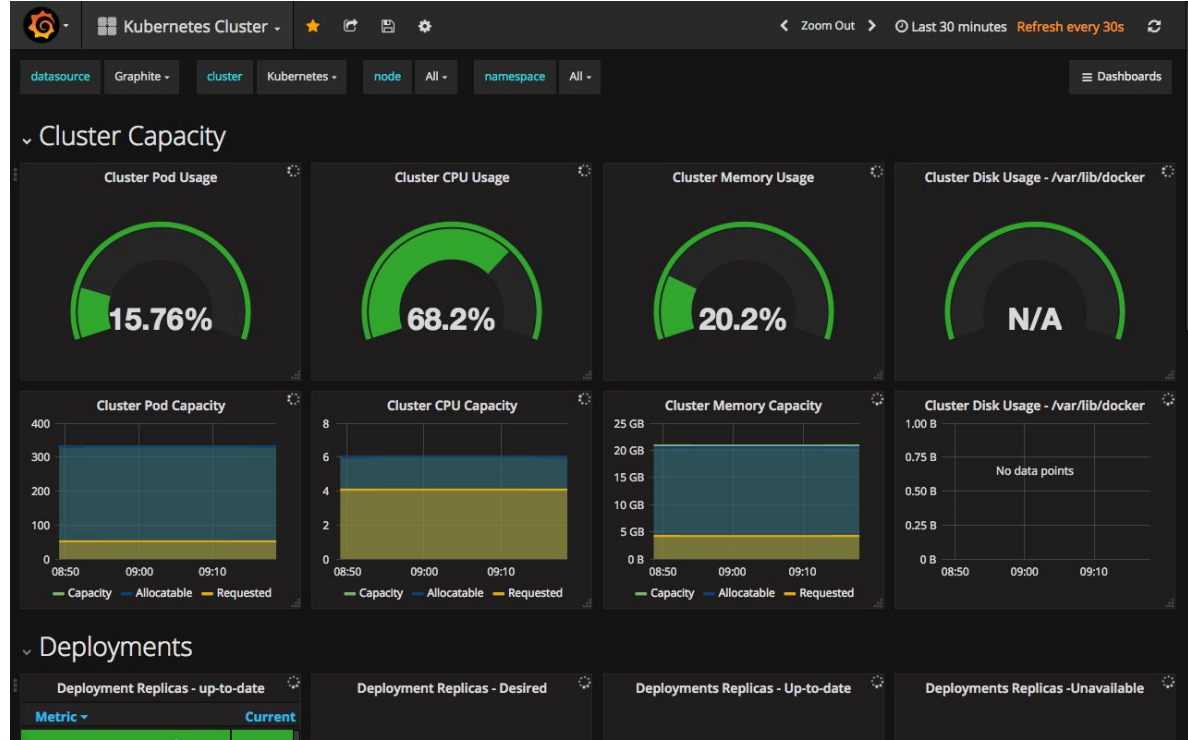 Kubernetes Cluster
Zoom Out
Last 30 minutes Refresh every 30s
datasource Graphite cluster Kubernetes node All namespace All
Dashboards
Cluster Capacity
Cluster Pod Usage
15.76%
Cluster CPU Usage
68.2%
Cluster Memory Usage
20.2%
Cluster Disk Usage - /var/lib/docker
N/A
Cluster Pod Capacity
400
300
200
100
0
08:50 09:00 09:10
Capacity Allocatable Requested
Cluster CPU Capacity
8
6
4
2
0
08:50 09:00 09:10
Capacity Allocatable Requested
Cluster Memory Capacity
25 GB
20 GB
15 GB
10 GB
5 GB
0 B
08:50 09:00 09:10
Capacity Allocatable Requested
Cluster Disk Usage - /var/lib/docker
1.00 B
0.75 B
No data points
0.50 B
0.25 B
0 B
08:50 09:00 09:10
Deployments
Deployment Replicas - up-to-date
Metric Current
Deployment Replicas - Desired
Deployments Replicas - Up-to-date
Deployments Replicas -Unavailable